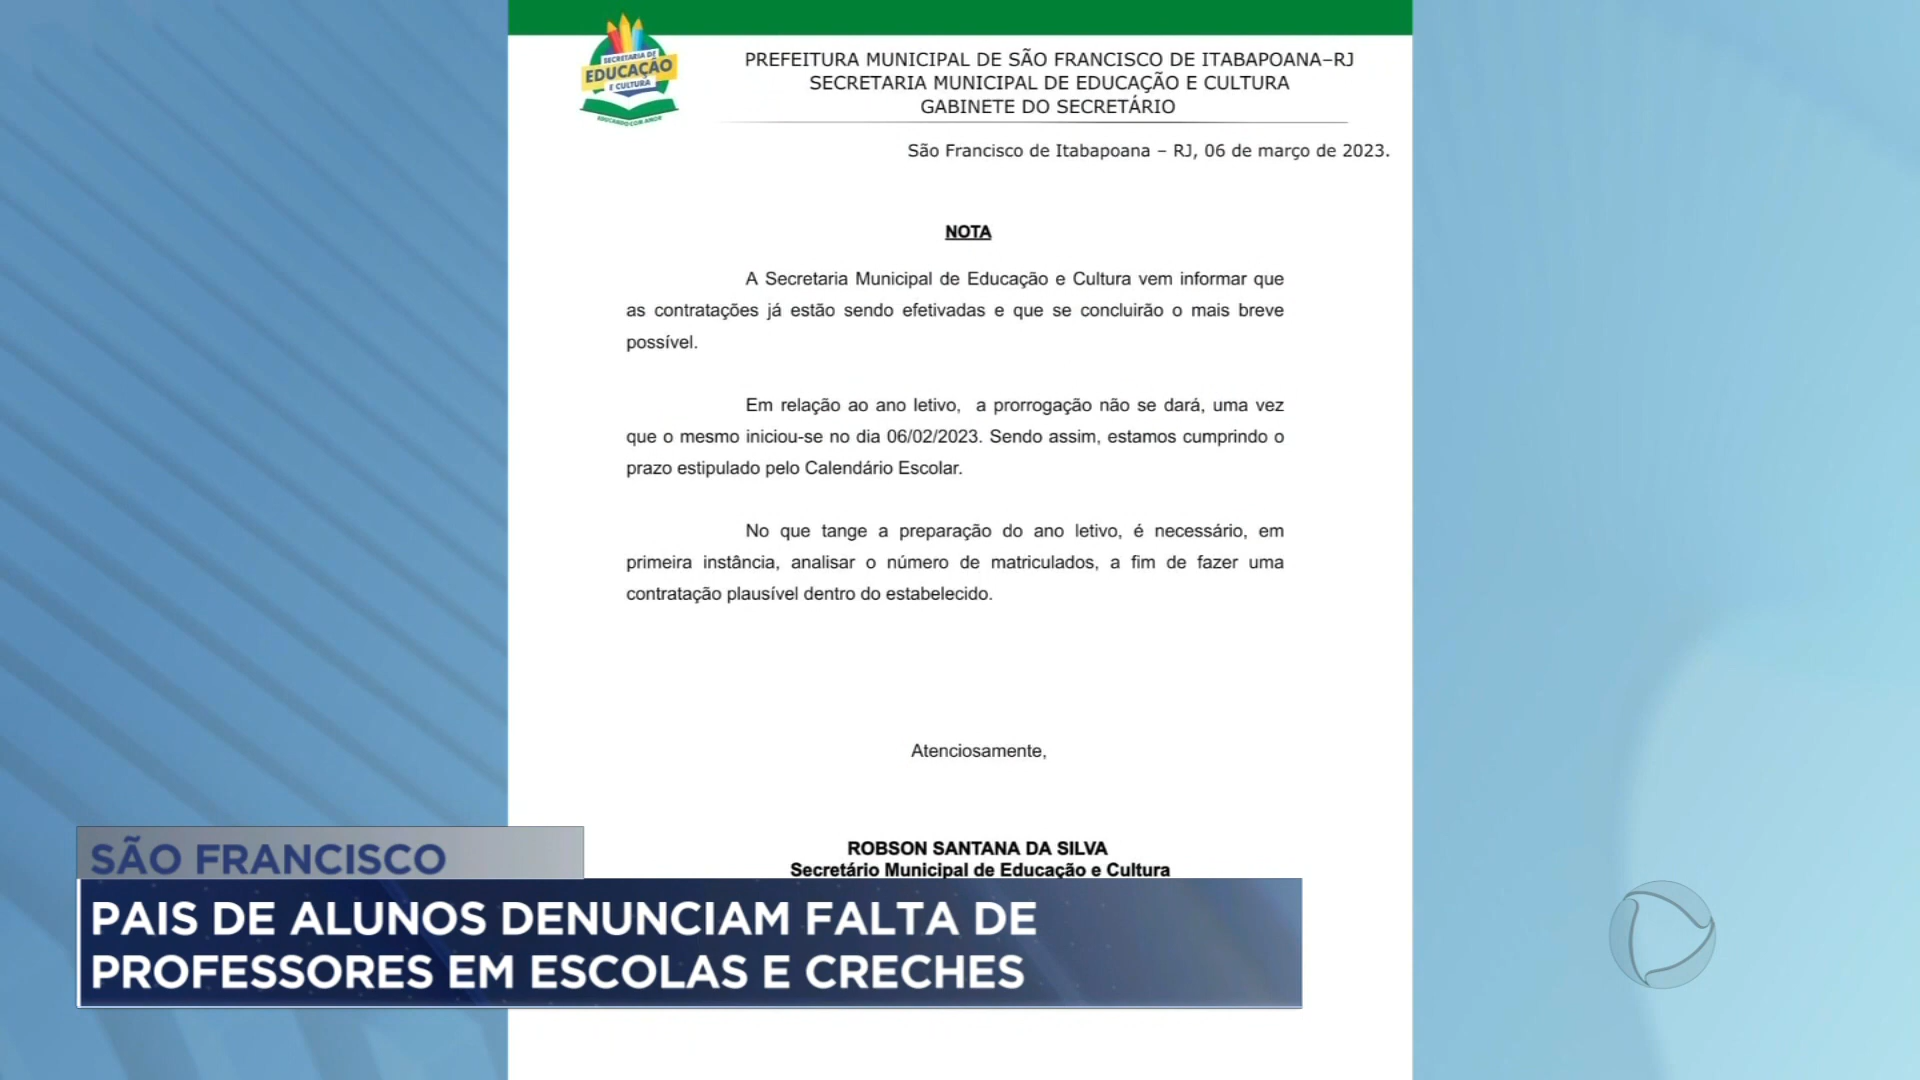 SECRETARIA DE
EDUCAÇÃO
E CULTURA
EDUCANDO COM AMOR
PREFEITURA MUNICIPAL DE SÃO FRANCISCO DE ITABAPOANA–RJ
SECRETARIA MUNICIPAL DE EDUCAÇÃO E CULTURA
GABINETE DO SECRETÁRIO
São Francisco de Itabapoana – RJ, 06 de março de 2023.
NOTA
A Secretaria Municipal de Educação e Cultura vem informar que
as contratações já estão sendo efetivadas e que se concluirão o mais breve
possível.
Em relação ao ano letivo, a prorrogação não se dará, uma vez
que o mesmo iniciou-se no dia 06/02/2023. Sendo assim, estamos cumprindo o
prazo estipulado pelo Calendário Escolar.
No que tange a preparação do ano letivo, é necessário, em
primeira instância, analisar o número de matriculados, a fim de fazer uma
contratação plausível dentro do estabelecido.
Atenciosamente,
ROBSON SANTANA DA SILVA
Secretário Municipal de Educação e Cultura
SÃO FRANCISCO
PAIS DE ALUNOS DENUNCIAM FALTA DE
PROFESSORES EM ESCOLAS E CRECHES